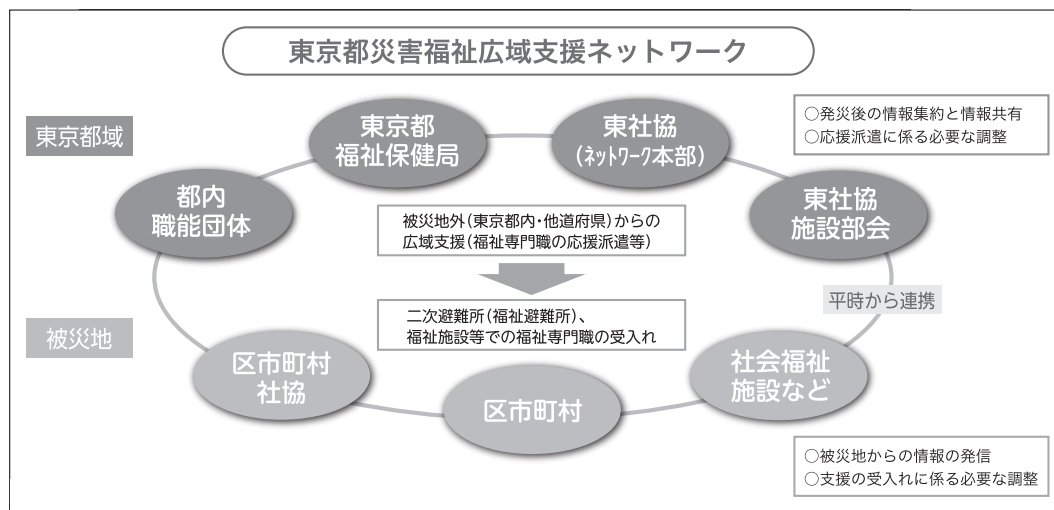 東京都災害福祉広域支援ネットワーク
東京都域
東京都
福祉保健局
東社協
（ﾈｯﾄﾜｰｸ本部）
○発災後の情報集約と情報共有
○応援派遣に係る必要な調整
都内
職能団体
東社協
施設部会
被災地外（東京都内・他道府県）からの
広域支援（福祉専門職の応援派遣等）
平時から連携
被災地
二次避難所（福祉避難所）、
福祉施設等での福祉専門職の受入れ
区市町村
社協
区市町村
社会福祉
施設など
○被災地からの情報の発信
○支援の受入れに係る必要な調整